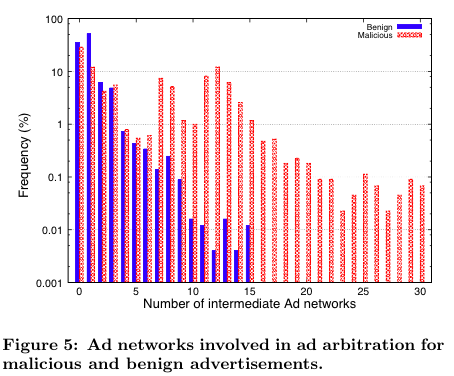 Benign
Malicious
100
10
1
0.1
0.01
0.001
Frequency (%)
0 5 10 15 20 25 30
Number of intermediate Ad networks
Figure 5: Ad networks involved in ad arbitration for
malicious and benign advertisements.